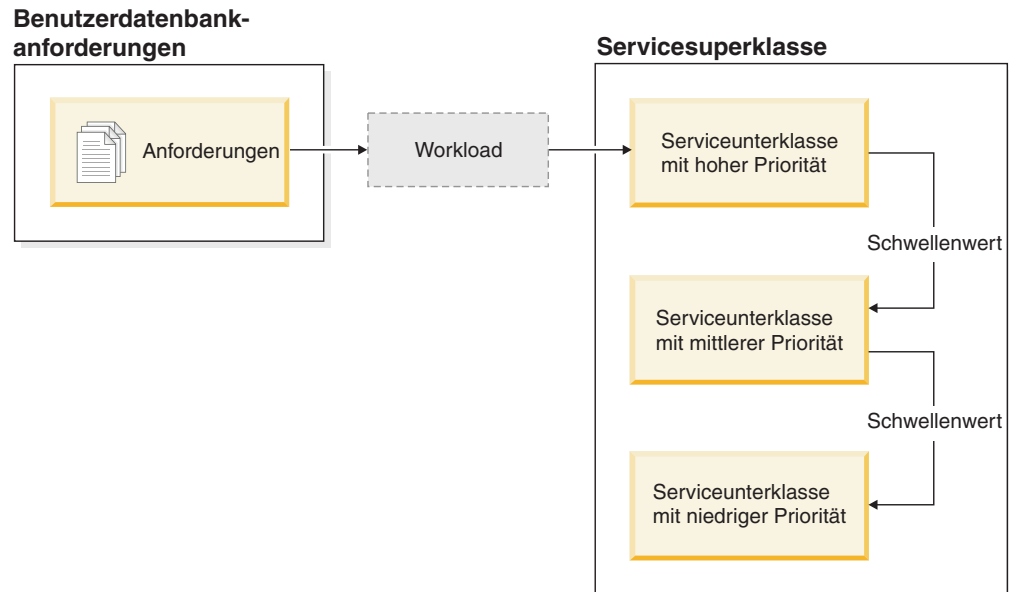 Benutzerdatenbank-
anforderungen
Servicesuperklasse
Anforderungen
Workload
Serviceunterklasse
mit hoher Priorität
Schwellenwert
Serviceunterklasse
mit mittlerer Priorität
Schwellenwert
Serviceunterklasse
mit niedriger Priorität